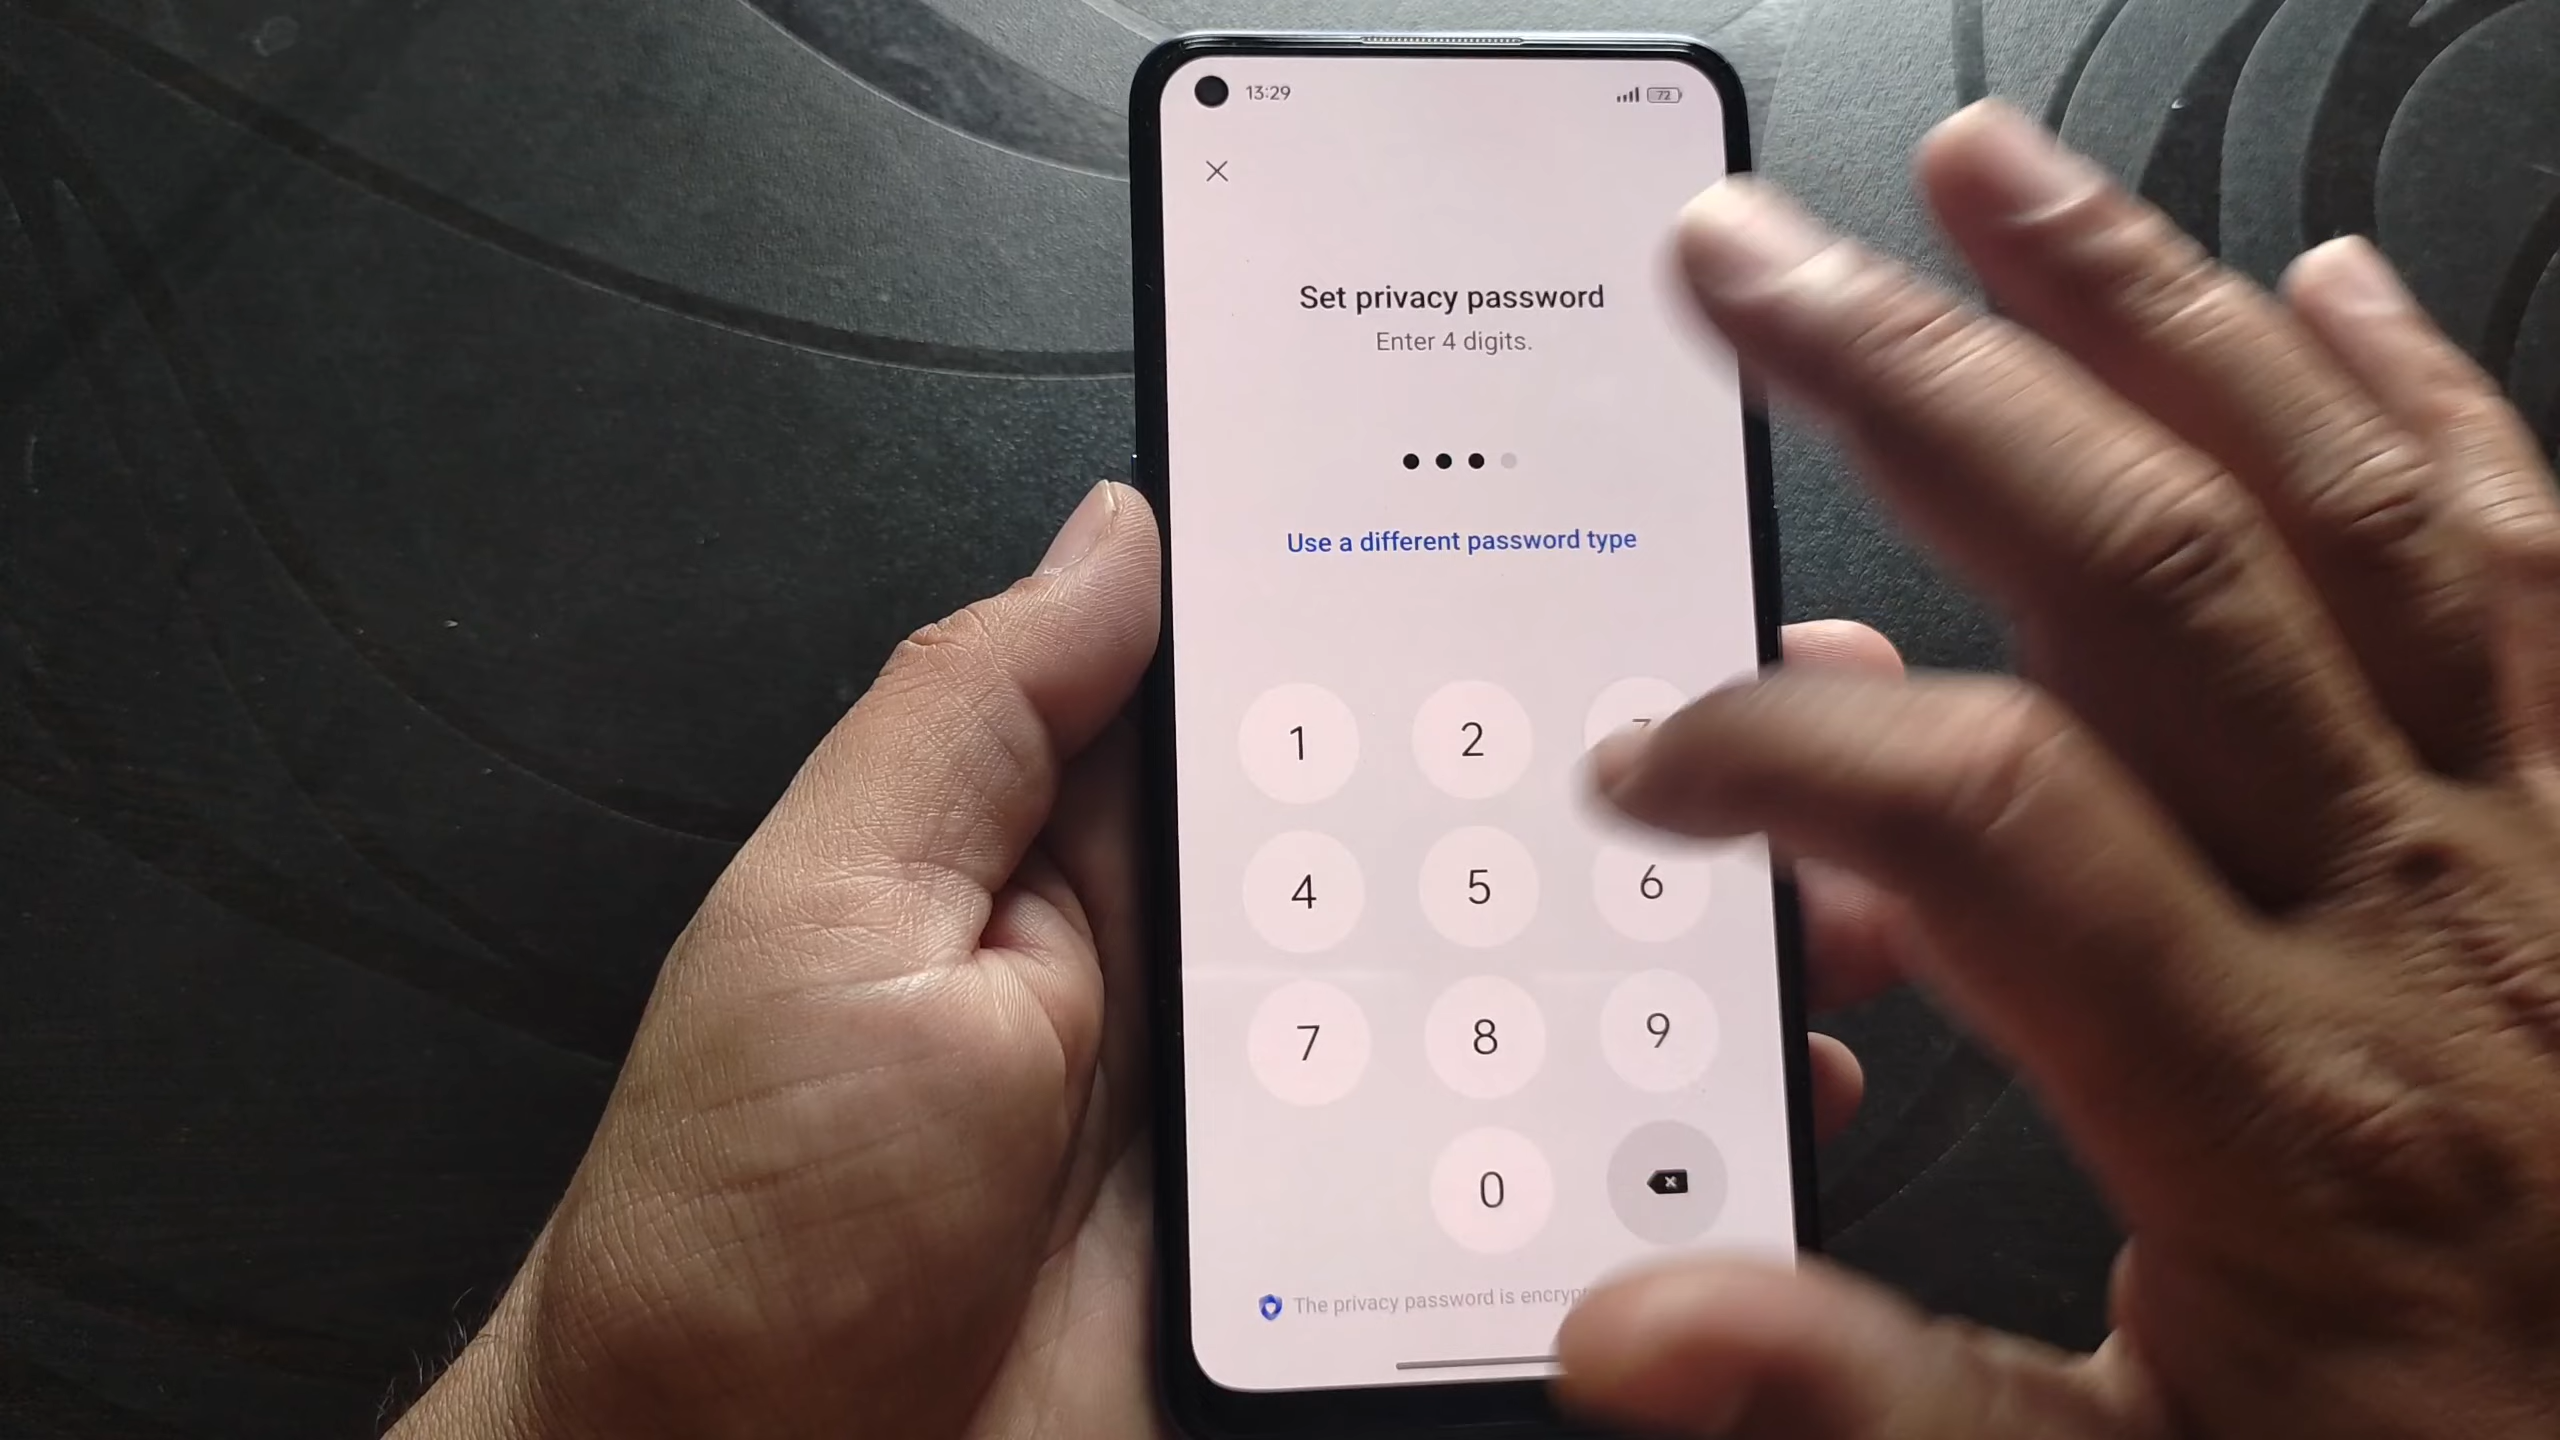 13:29
72
Set privacy password
Enter 4 digits.
Use a different password type
1 2
4 5 6
7 8 9
0
The privacy password is